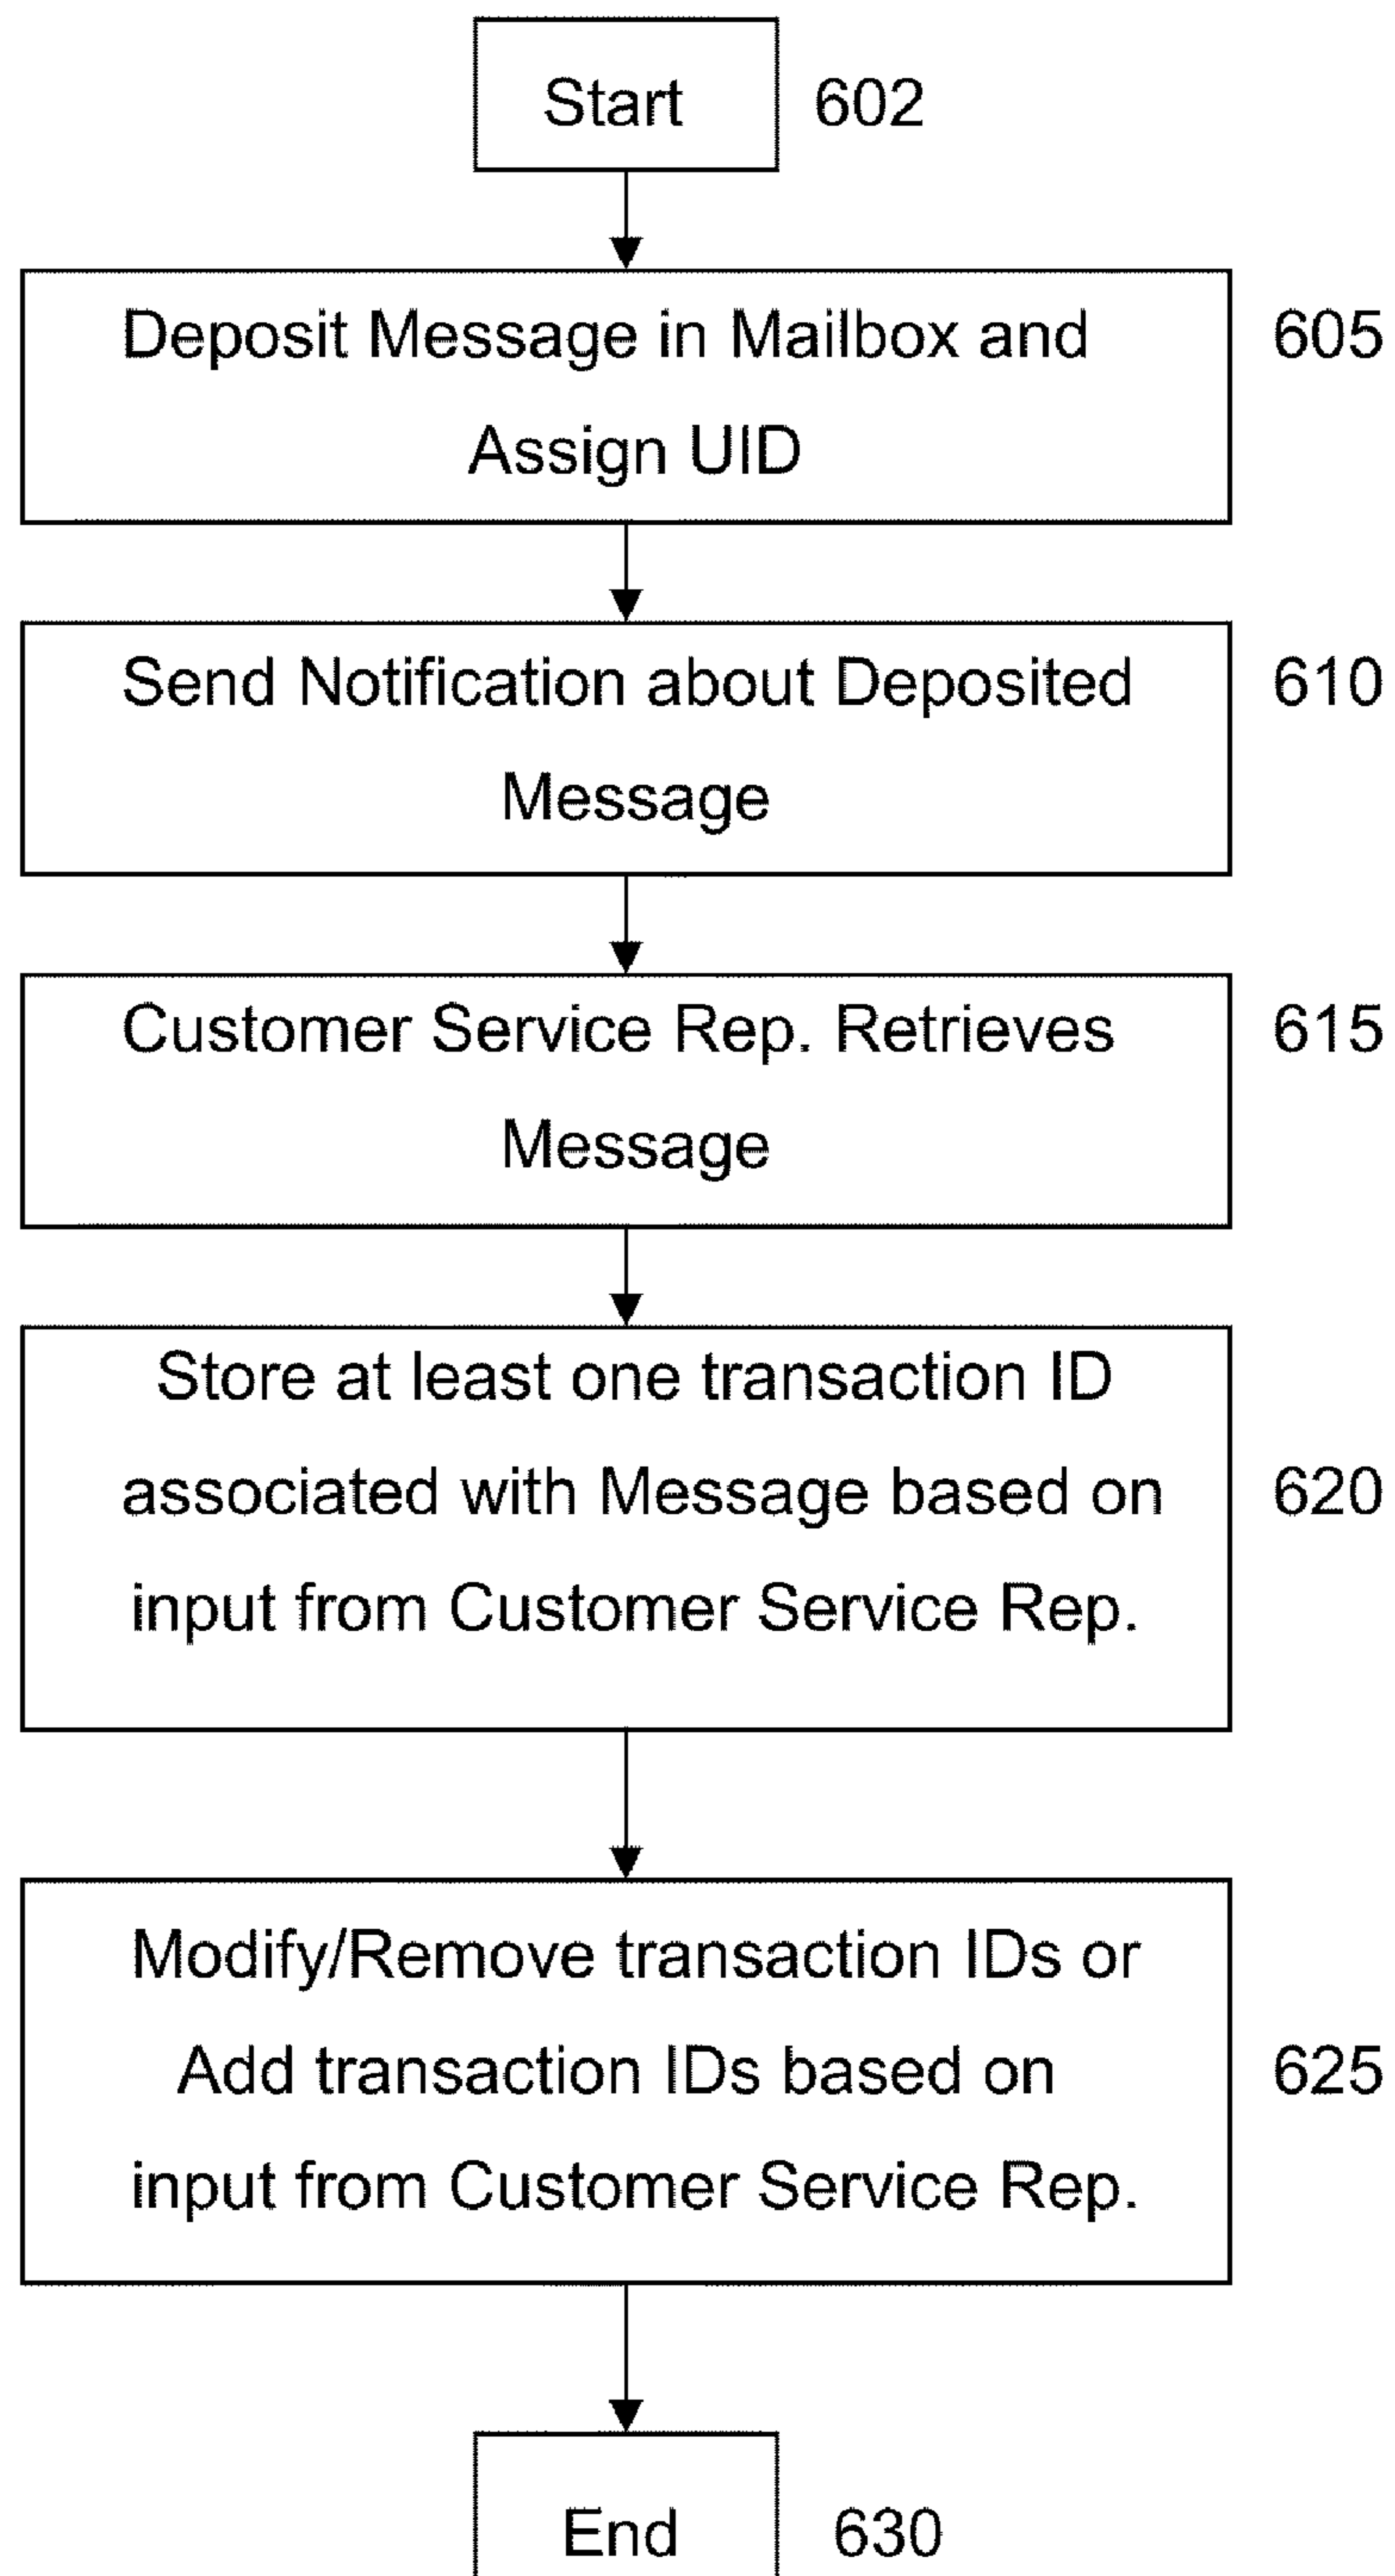 Start 602
Deposit Message in Mailbox and 605
Assign UID
Send Notification about Deposited 610
Message
Customer Service Rep. Retrieves 615
Message
Store at least one transaction ID
associated with Message based on 620
input from Customer Service Rep.
Modify/Remove transaction IDs or
Add transaction IDs based on 625
input from Customer Service Rep.
End 630